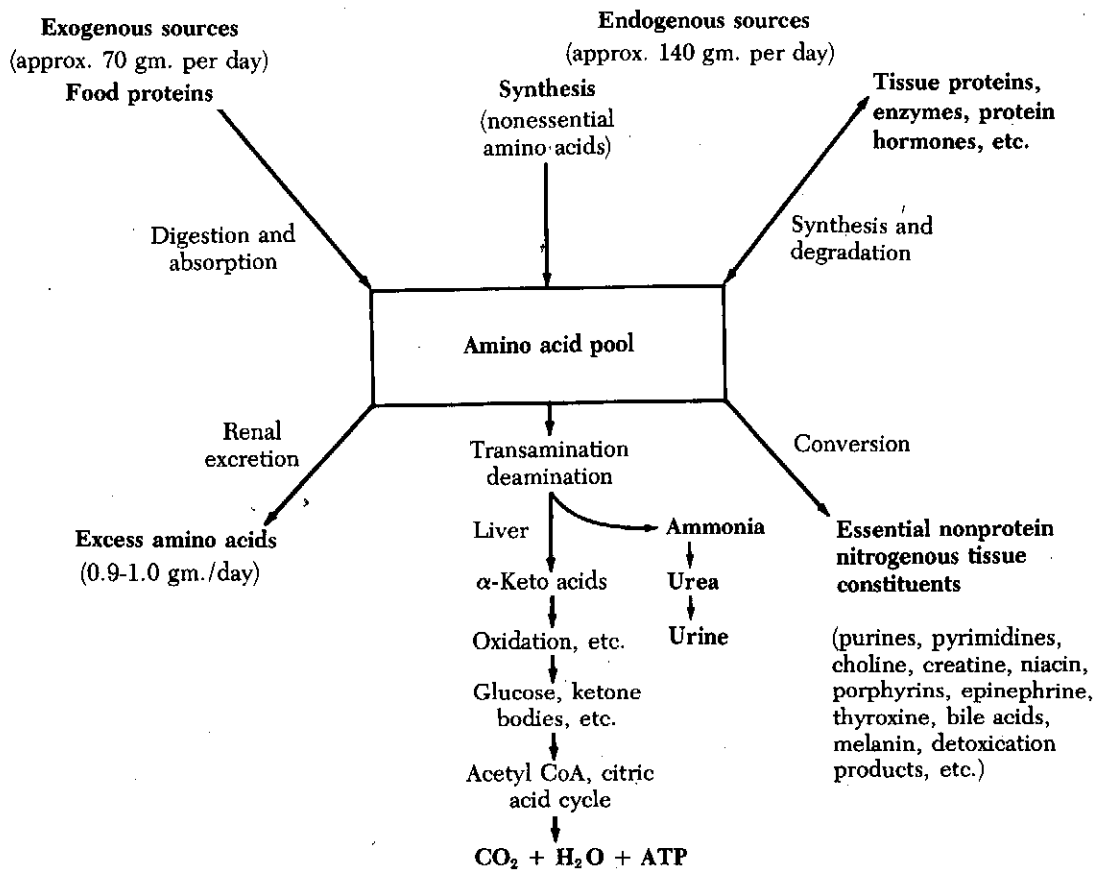 Exogenous sources
(approx. 70 gm. per day)
Food proteins
Endogenous sources
(approx. 140 gm. per day)
Synthesis
(nonessential
amino acids)
Tissue proteins,
enzymes, protein
hormones, etc.
Digestion and
absorption
Synthesis and
degradation
Amino acid pool
Renal
excretion
Transamination
deamination
Conversion
Excess amino acids
(0.9-1.0 gm./day)
Liver
Ammonia
Essential nonprotein
nitrogenous tissue
constituents
α-Keto acids
Urea
Oxidation, etc.
Urine
(purines, pyrimidines,
choline, creatine, niacin,
porphyrins, epinephrine,
thyroxine, bile acids,
melanin, detoxication
products, etc.)
Glucose, ketone
bodies, etc.
Acetyl CoA, citric
acid cycle
CO₂ + H₂O + ATP